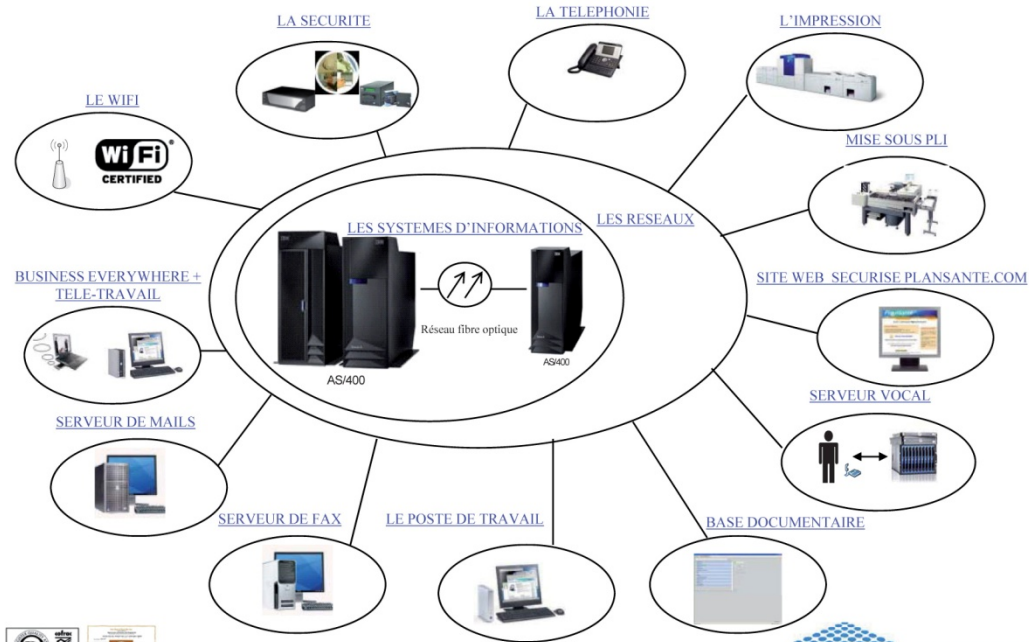 LA SECURITE
LA TELEPHONIE
L'IMPRESSION
LE WIFI
Wi Fi
®
CERTIFIED
MISE SOUS PLI
LES SYSTEMES D'INFORMATIONS
LES RESEAUX
BUSINESS EVERYWHERE +
TELE-TRAVAIL
SITE WEB SECURISE PLANSANTE.COM
Réseau fibre optique
AS/400
AS/400
SERVEUR DE MAILS
SERVEUR VOCAL
SERVEUR DE FAX
LE POSTE DE TRAVAIL
BASE DOCUMENTAIRE